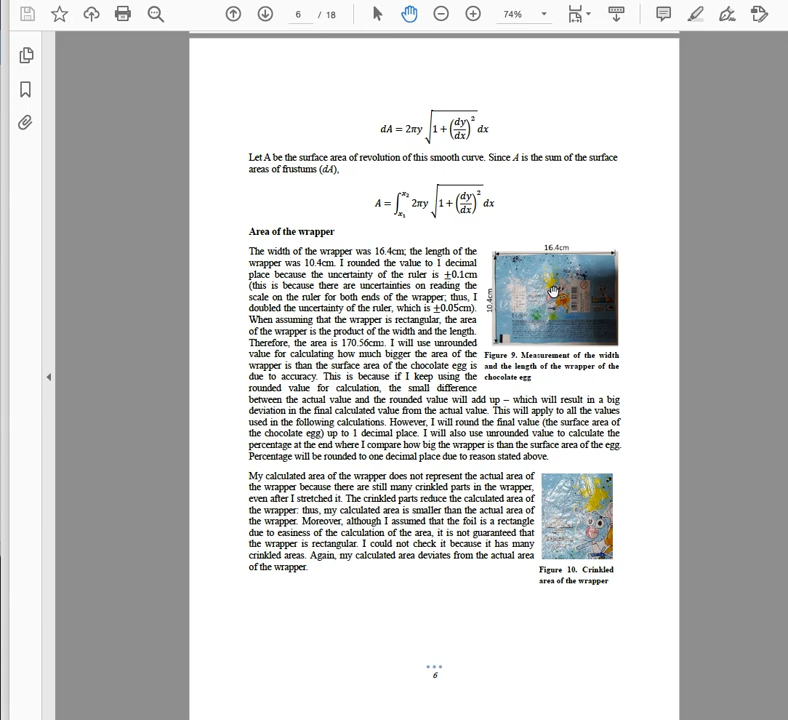 6 / 18 74%
dA = 2πy √(1 + (dy/dx)²) dx
Let A be the surface area of revolution of this smooth curve. Since A is the sum of the surface
areas of frustums (dA),
A = ∫_{x₁}^{x₂} 2πy √(1 + (dy/dx)²) dx
Area of the wrapper
The width of the wrapper was 16.4cm; the length of the
wrapper was 10.4cm. I rounded the value to 1 decimal
place because the uncertainty of the ruler is ±0.1cm
(this is because there are uncertainties on reading the
scale on the ruler for both ends of the wrapper; thus, I
doubled the uncertainty of the ruler, which is ±0.05cm).
When assuming that the wrapper is rectangular, the area
of the wrapper is the product of the width and the length.
Therefore, the area is 170.56cm. I will use unrounded
value for calculating how much bigger the area of the
wrapper is than the surface area of the chocolate egg is
due to accuracy. This is because if I keep using the
rounded value for calculation, the small difference
between the actual value and the rounded value will add up – which will result in a big
deviation in the final calculated value from the actual value. This will apply to all the values
used in the following calculations. However, I will round the final value (the surface area of
the chocolate egg) up to 1 decimal place. I will also use unrounded value to calculate the
percentage at the end where I compare how big the wrapper is than the surface area of the egg.
Percentage will be rounded to one decimal place due to reason stated above.
16.4cm
10.4cm
Figure 9. Measurement of the width
and the length of the wrapper of the
chocolate egg
My calculated area of the wrapper does not represent the actual area of
the wrapper because there are still many crinkled parts in the wrapper,
even after I stretched it. The crinkled parts reduce the calculated area of
the wrapper: thus, my calculated area is smaller than the actual area of
the wrapper. Moreover, although I assumed that the foil is a rectangle
due to easiness of the calculation of the area, it is not guaranteed that
the wrapper is rectangular. I could not check it because it has many
crinkled areas. Again, my calculated area deviates from the actual area
of the wrapper.
Figure 10. Crinkled
area of the wrapper
6